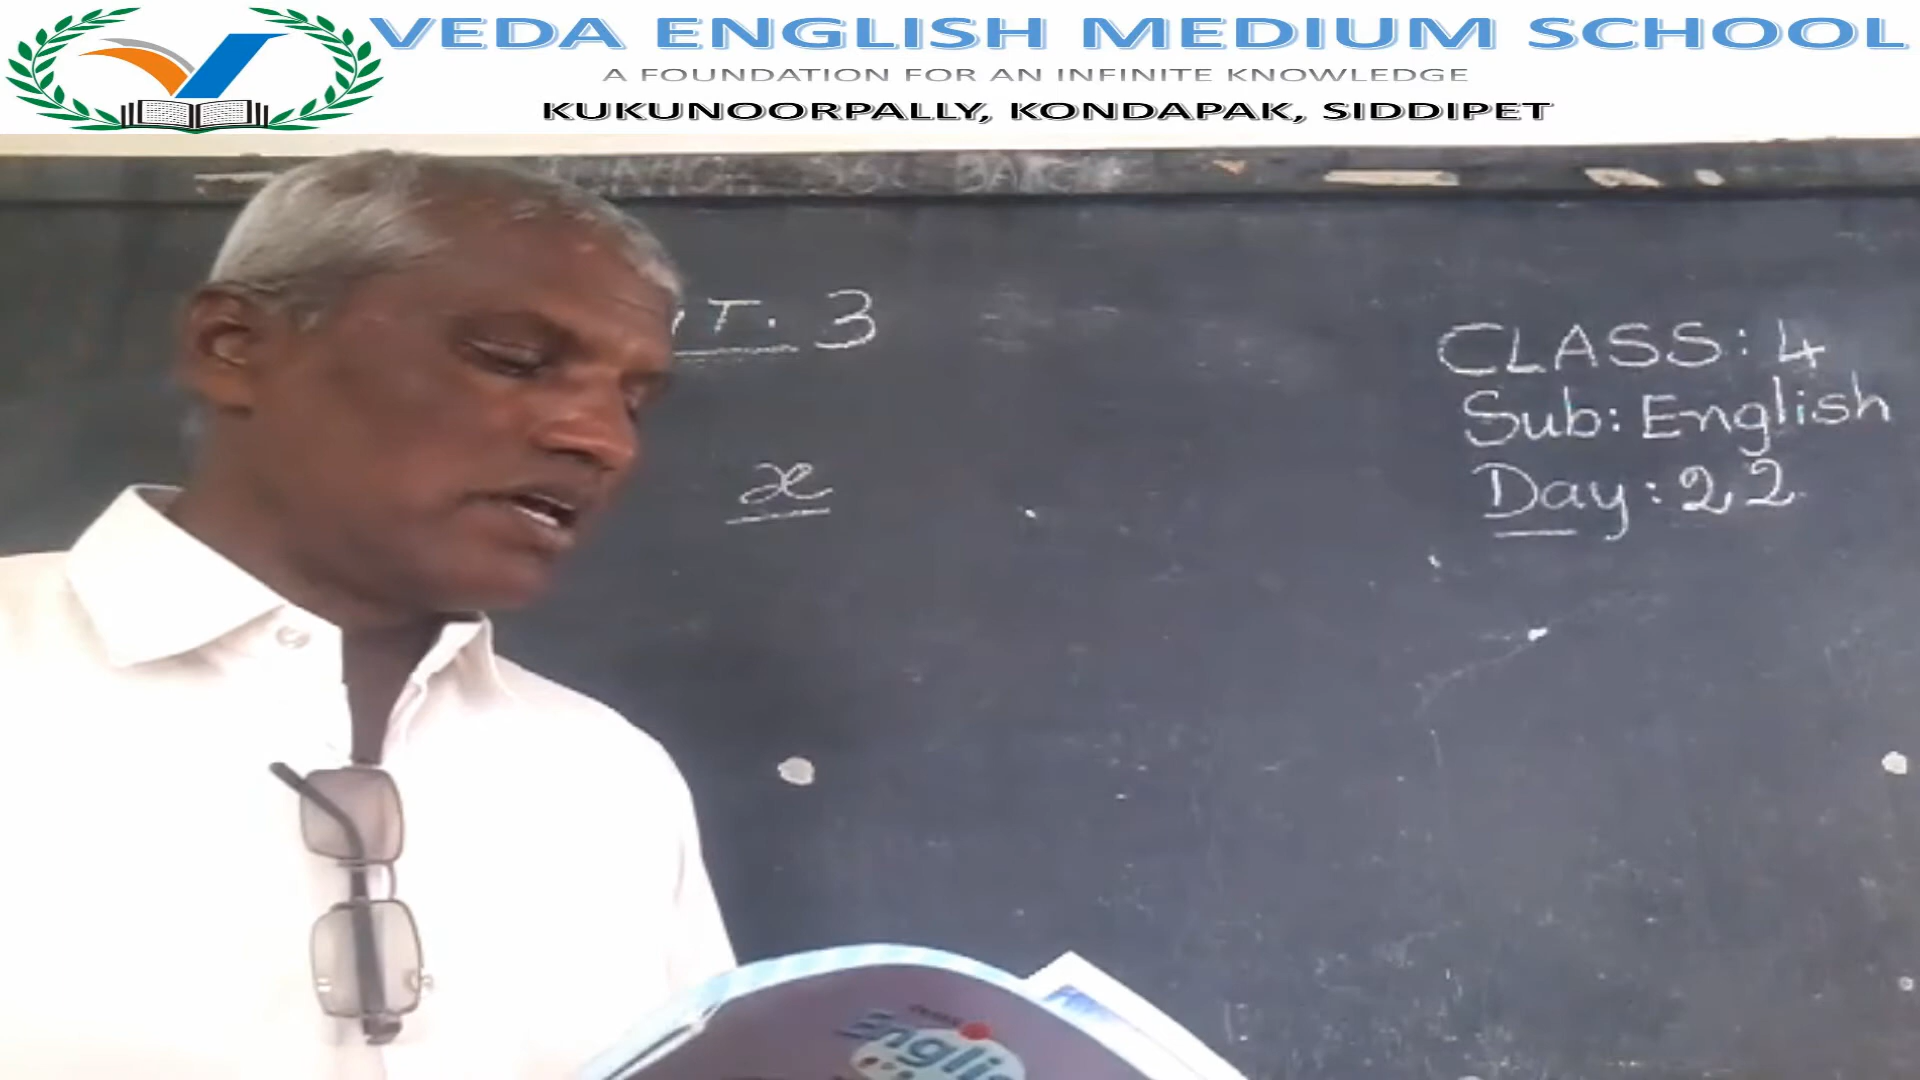 VEDA ENGLISH MEDIUM SCHOOL
A FOUNDATION FOR AN INFINITE KNOWLEDGE
KUKUNOORPALLY, KONDAPAK, SIDDIPET
T. 3
CLASS: 4
Sub: English
Day: 22
x